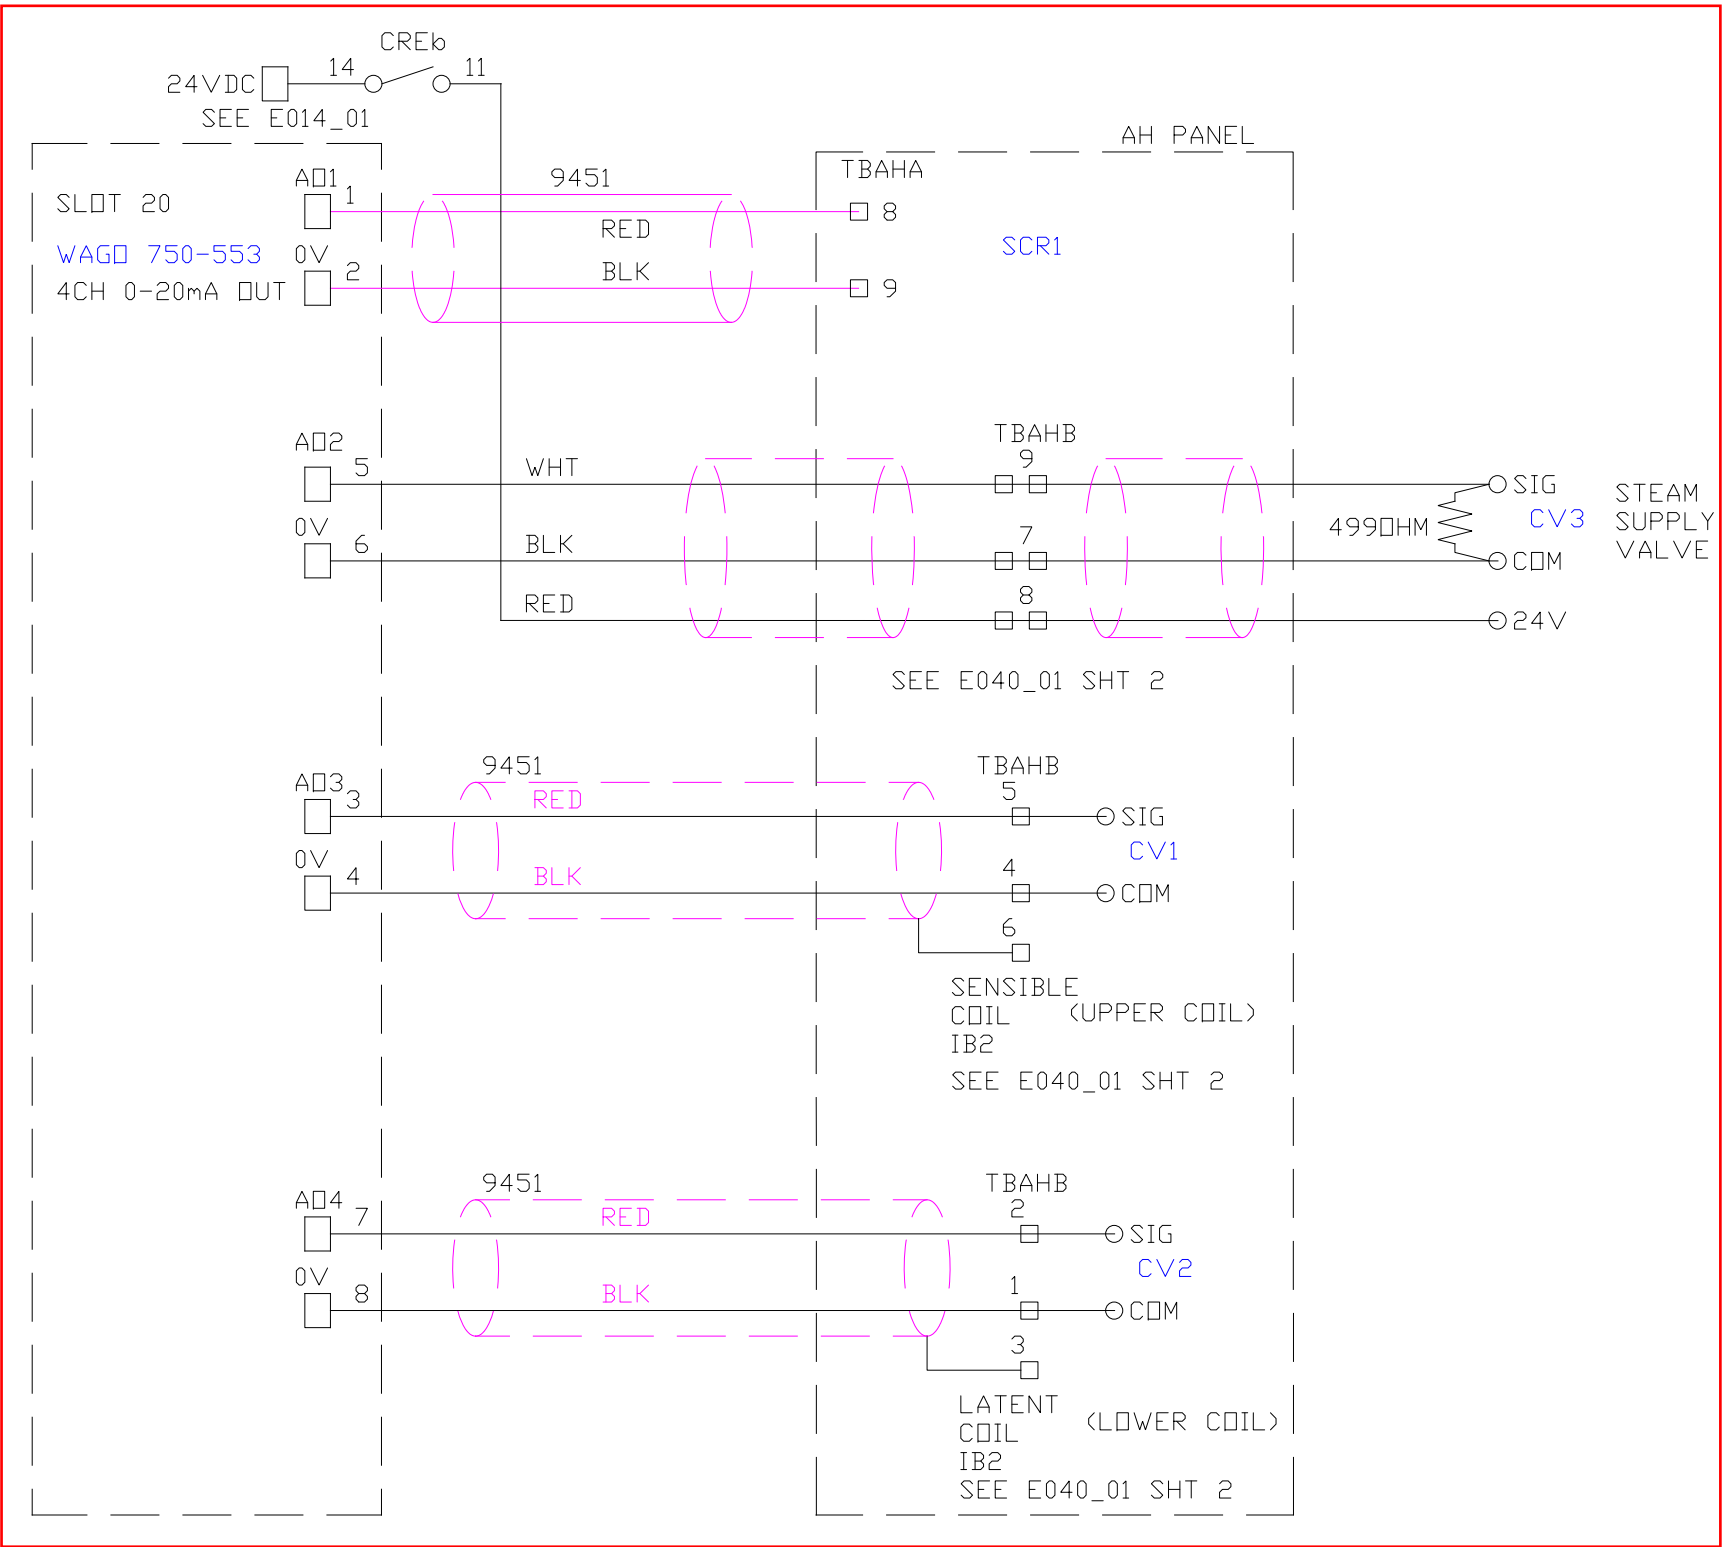 CREb
14
11
24VDC
SEE E014_01
AH PANEL
AO1
1
9451
TBAHA
SLOT 20
RED
8
WAGO 750-553
0V
2
BLK
SCR1
4CH 0-20mA OUT
9
AO2
5
WHT
TBAHB
9
SIG
STEAM
SUPPLY
VALVE
CV3
499OHM
0V
6
BLK
7
COM
RED
8
24V
SEE E040_01 SHT 2
AO3
3
9451
RED
TBAHB
5
SIG
CV1
0V
4
BLK
4
COM
6
SENSIBLE
COIL (UPPER COIL)
IB2
SEE E040_01 SHT 2
AO4
7
9451
RED
TBAHB
2
SIG
CV2
0V
8
BLK
1
COM
3
LATENT
COIL (LOWER COIL)
IB2
SEE E040_01 SHT 2